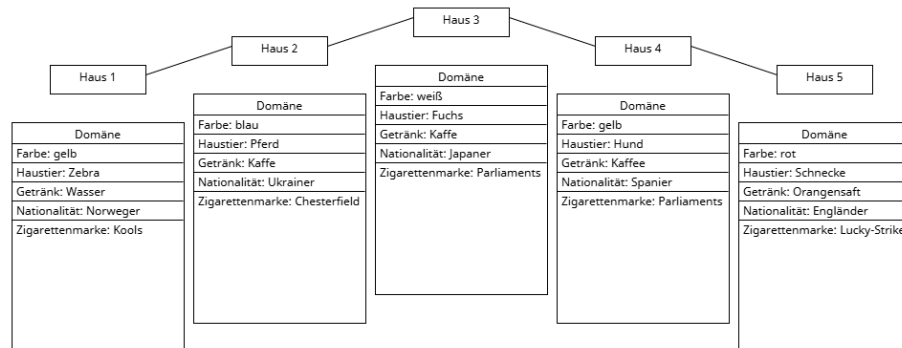 Haus 1
Haus 2
Haus 3
Haus 4
Haus 5
Domäne
Farbe: gelb
Haustier: Zebra
Getränk: Wasser
Nationalität: Norweger
Zigarettenmarke: Kools
Domäne
Farbe: blau
Haustier: Pferd
Getränk: Kaffe
Nationalität: Ukrainer
Zigarettenmarke: Chesterfield
Domäne
Farbe: weiß
Haustier: Fuchs
Getränk: Kaffe
Nationalität: Japaner
Zigarettenmarke: Parliaments
Domäne
Farbe: gelb
Haustier: Hund
Getränk: Kaffee
Nationalität: Spanier
Zigarettenmarke: Parliaments
Domäne
Farbe: rot
Haustier: Schnecke
Getränk: Orangensaft
Nationalität: Engländer
Zigarettenmarke: Lucky-Strike